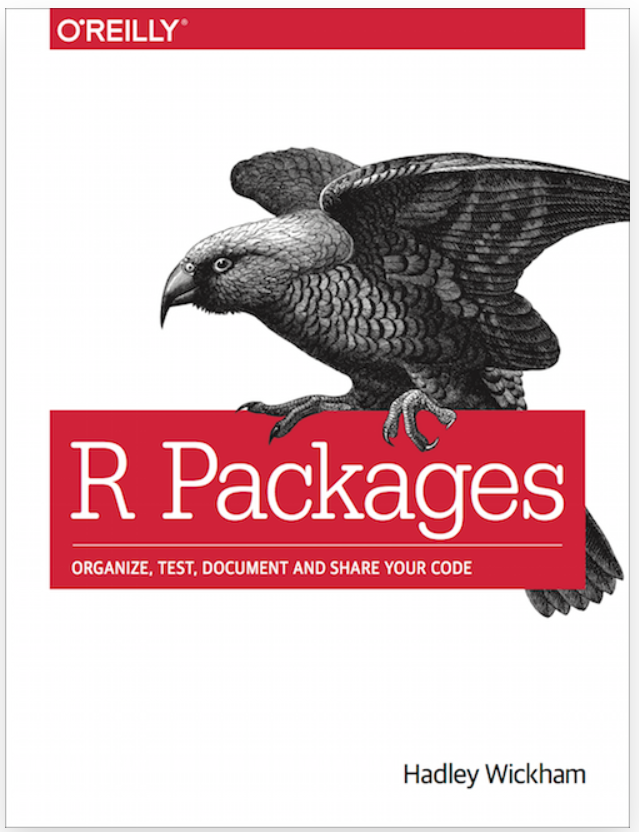 O'REILLY®
R Packages
ORGANIZE, TEST, DOCUMENT AND SHARE YOUR CODE
Hadley Wickham